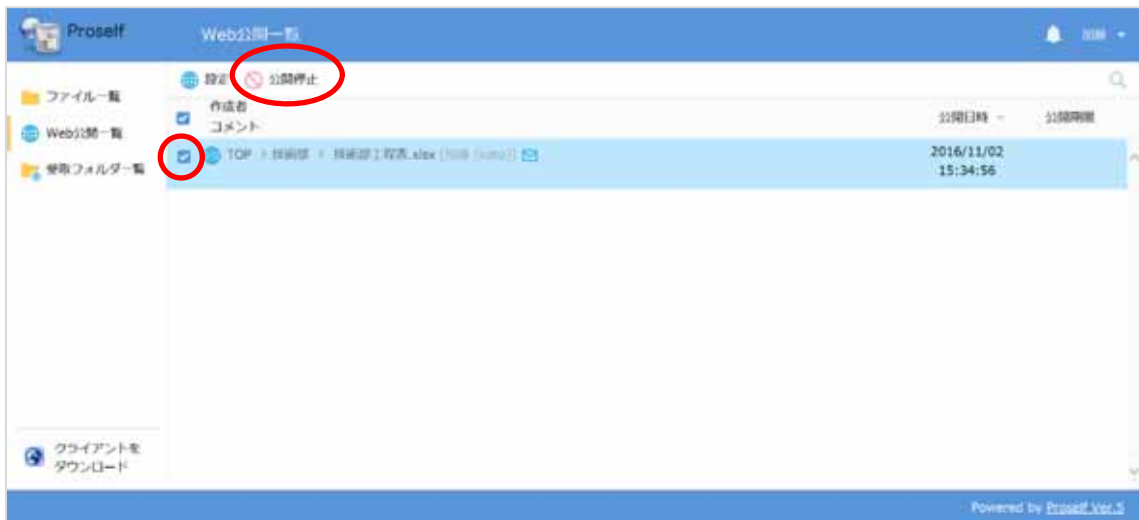 Proself
Web公開一覧
ファイル一覧
Web公開一覧
受取フォルダ一覧
設定 公開停止
作成者
コメント
公開日時 公開期限
TOP 技術部 技術部工程表.xlsx
2016/11/02
15:34:56
クライアントを
ダウンロード
Powered by Proself Ver.5